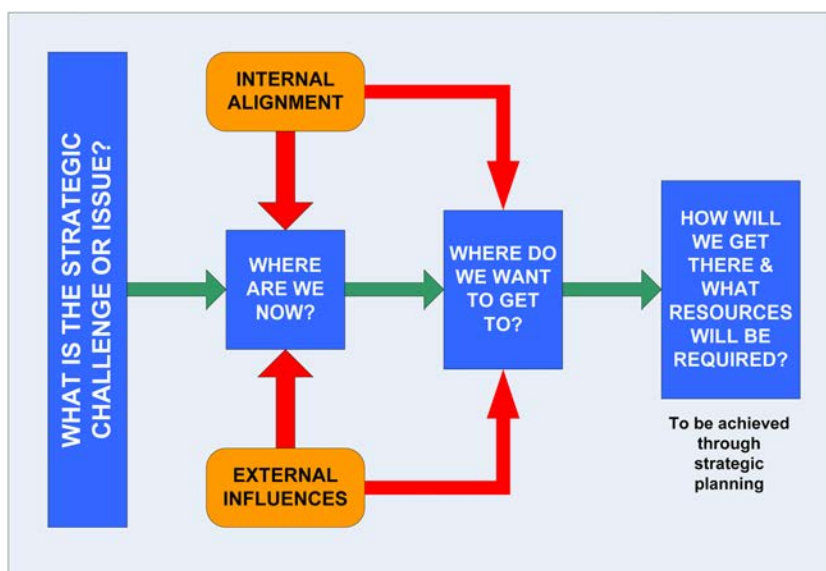 WHAT IS THE STRATEGIC
CHALLENGE OR ISSUE?
INTERNAL
ALIGNMENT
WHERE
ARE WE
NOW?
EXTERNAL
INFLUENCES
WHERE DO
WE WANT
TO GET
TO?
HOW WILL
WE GET
THERE &
WHAT
RESOURCES
WILL BE
REQUIRED?
To be achieved
through
strategic
planning